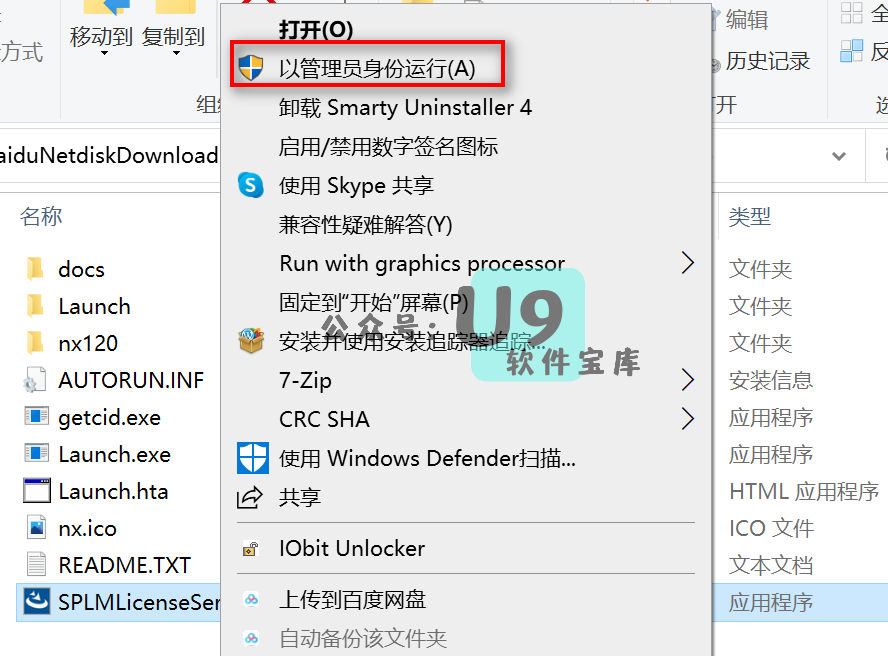 方式
移动到
复制到
组
编辑
历史记录
开
全
反
选
aiduNetdiskDownload
名称
类型
docs
文件夹
Launch
文件夹
nx120
文件夹
AUTORUN.INF
安装信息
getcid.exe
应用程序
Launch.exe
应用程序
Launch.hta
HTML 应用程序
nx.ico
ICO 文件
README.TXT
文本文档
SPLMLicenseSer
应用程序
打开(O)
以管理员身份运行(A)
卸载 Smarty Uninstaller 4
启用/禁用数字签名图标
使用 Skype 共享
兼容性疑难解答(Y)
Run with graphics processor
固定到“开始”屏幕(P)
安装并使用安装追踪器追踪...
7-Zip
CRC SHA
使用 Windows Defender扫描...
共享
IObit Unlocker
上传到百度网盘
自动备份该文件夹
公众号：
U9
软件宝库